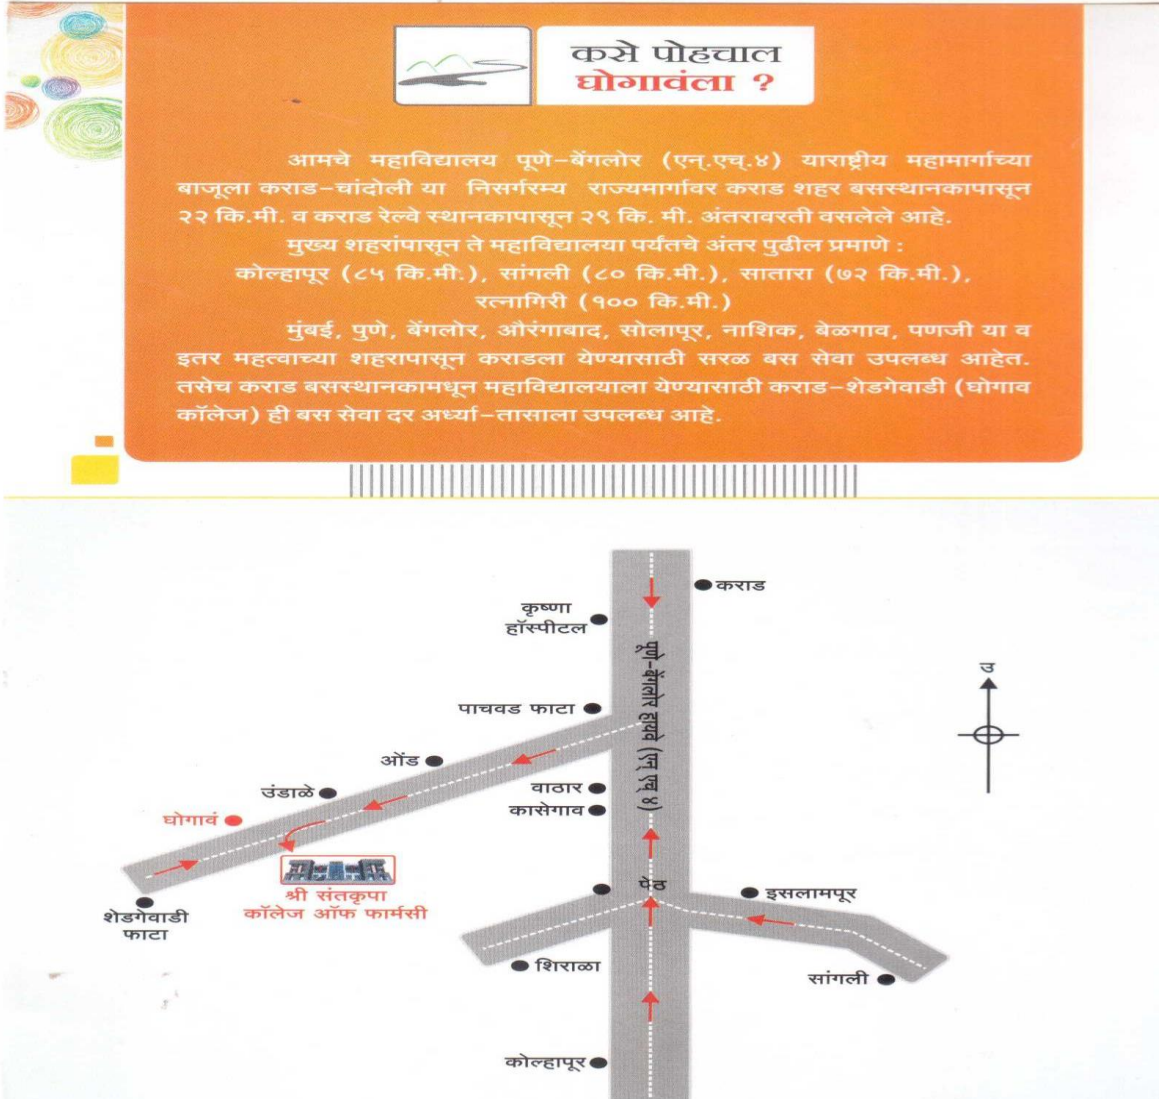 कसे पोहचाल
घोगावंला ?
आमचे महाविद्यालय पूणे-बेंगलोर (एन्.एच्.४) याराष्ट्रीय महामार्गाच्या
बाजूला कराड-चांदोली या निसर्गरम्य राज्यमार्गावर कराड शहर बसस्थानकापासून
२२ कि.मी. व कराड रेल्वे स्थानकापासून २९ कि. मी. अंतरावरती वसलेले आहे.
मुख्य शहरांपासून ते महाविद्यालया पर्यंतचे अंतर पुढील प्रमाणे :
कोल्हापूर (८५ कि.मी.), सांगली (८० कि.मी.), सातारा (७२ कि.मी.),
रत्नागिरी (१०० कि.मी.)
मुंबई, पुणे, बेंगलोर, औरंगाबाद, सोलापूर, नाशिक, बेळगाव, पणजी या व
इतर महत्वाच्या शहरापासून कराडला येण्यासाठी सरळ बस सेवा उपलब्ध आहेत.
तसेच कराड बसस्थानकामधून महाविद्यालयाला येण्यासाठी कराड-शेडगेवाडी (घोगाव
कॉलेज) ही बस सेवा दर अर्ध्या-तासाला उपलब्ध आहे.
कराड
कृष्णा
हॉस्पीटल
पूणे-बेंगलोर हायवे (एन् एच् ४)
उ
पाचवड फाटा
ओंड
उंडाळे
वाठार
कासेगाव
घोगावं
श्री संतकृपा
कॉलेज ऑफ फार्मसी
शेडगेवाडी
फाटा
इसलामपूर
शिराळा
सांगली
कोल्हापूर